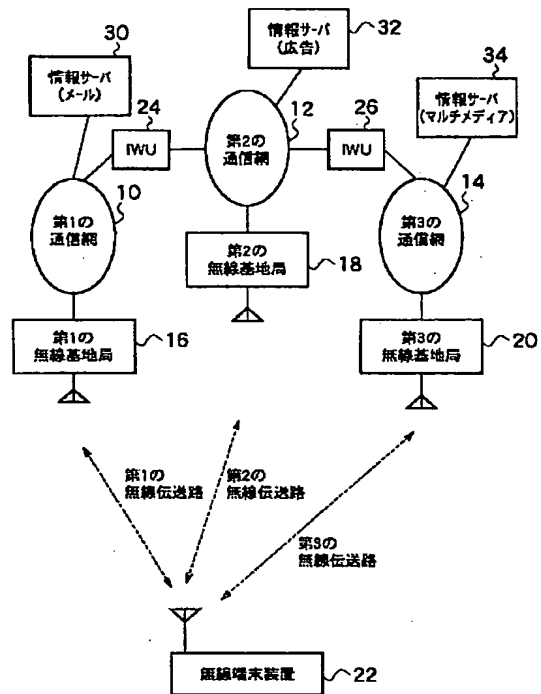 30
情報サーバ
(メール)
情報サーバ
(広告)
32
34
情報サーバ
(マルチメディア)
24
IWU
12
第2の
通信網
26
IWU
10
第1の
通信網
14
第3の
通信網
第2の
無線基地局
18
第1の
無線基地局
16
第3の
無線基地局
20
第1の
無線伝送路
第2の
無線伝送路
第3の
無線伝送路
無線端末装置
22